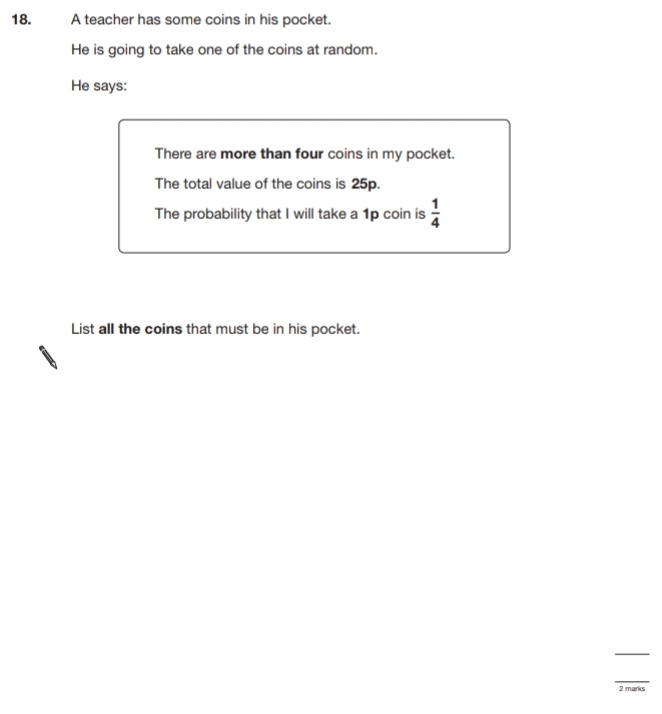 18. A teacher has some coins in his pocket.
He is going to take one of the coins at random.
He says:
There are more than four coins in my pocket.
The total value of the coins is 25p.
The probability that I will take a 1p coin is 1/4
List all the coins that must be in his pocket.
2 marks